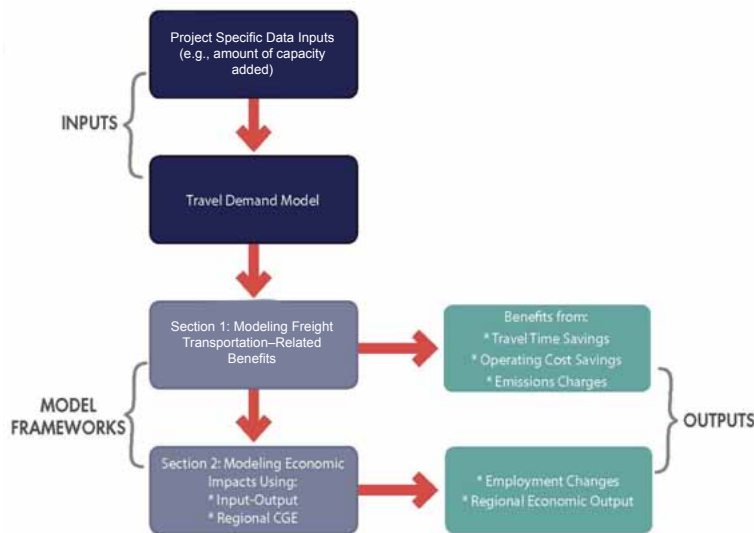 Project Specific Data Inputs
(e.g., amount of capacity
added)
INPUTS
Travel Demand Model
Section 1: Modeling Freight
Transportation–Related
Benefits
Benefits from:
* Travel Time Savings
* Operating Cost Savings
* Emissions Charges
MODEL
FRAMEWORKS
OUTPUTS
Section 2: Modeling Economic
Impacts Using:
* Input-Output
* Regional CGE
* Employment Changes
* Regional Economic Output